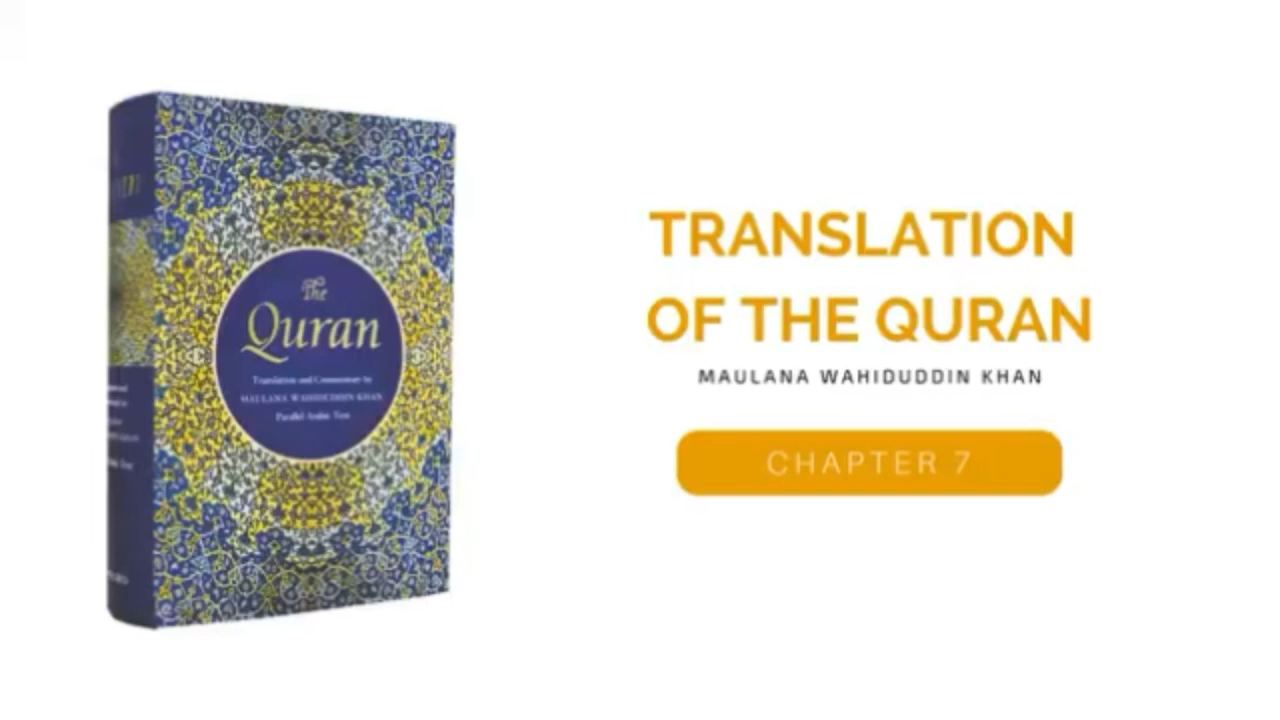 The
Quran
Translation and Commentary by
MAULANA WAHIDUDDIN KHAN
Parallel Arabic Text
TRANSLATION
OF THE QURAN
MAULANA WAHIDUDDIN KHAN
CHAPTER 7